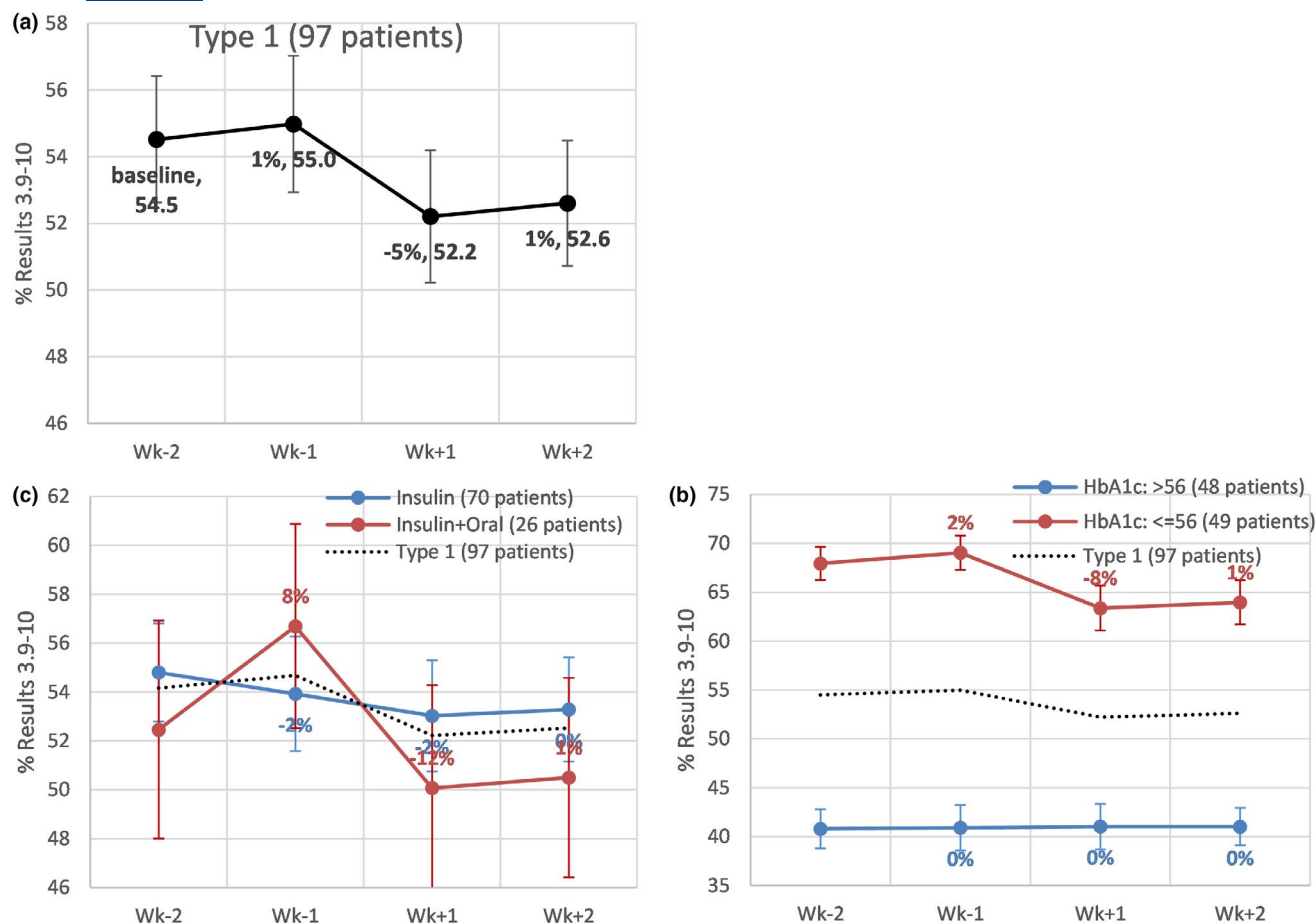 (a)
Type 1 (97 patients)
% Results 3.9-10
58
56
54
52
50
48
46
baseline,
54.5
1%, 55.0
-5%, 52.2
1%, 52.6
Wk-2
Wk-1
Wk+1
Wk+2
(c)
Insulin (70 patients)
Insulin+Oral (26 patients)
Type 1 (97 patients)
% Results 3.9-10
62
60
58
56
54
52
50
48
46
8%
-2%
-2%
-12%
0%
1%
Wk-2
Wk-1
Wk+1
Wk+2
(b)
HbA1c: >56 (48 patients)
HbA1c: <=56 (49 patients)
Type 1 (97 patients)
% Results 3.9-10
75
70
65
60
55
50
45
40
35
2%
-8%
1%
0%
0%
0%
Wk-2
Wk-1
Wk+1
Wk+2